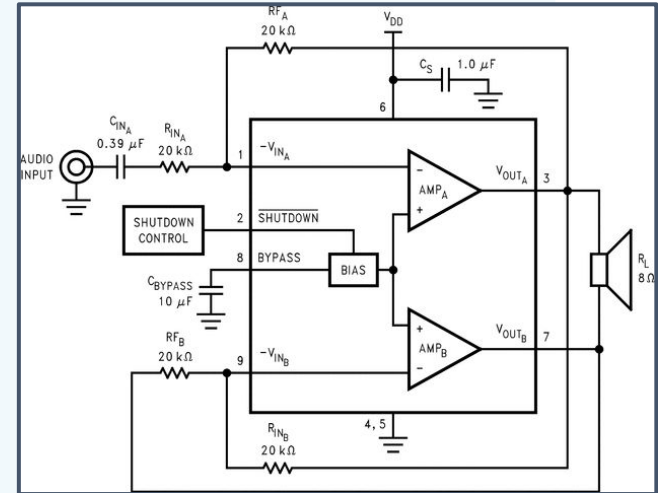 RF_A
20 kΩ
V_DD
C_S
1.0 µF
6
C_IN_A
0.39 µF
R_IN_A
20 kΩ
AUDIO
INPUT
1
-V_IN_A
-
AMP_A
+
V_OUT_A
3
SHUTDOWN
CONTROL
2
S̅H̅U̅T̅D̅O̅W̅N̅
8
BYPASS
BIAS
C_BYPASS
10 µF
R_L
8Ω
RF_B
20 kΩ
9
-V_IN_B
+
AMP_B
-
V_OUT_B
7
4, 5
R_IN_B
20 kΩ